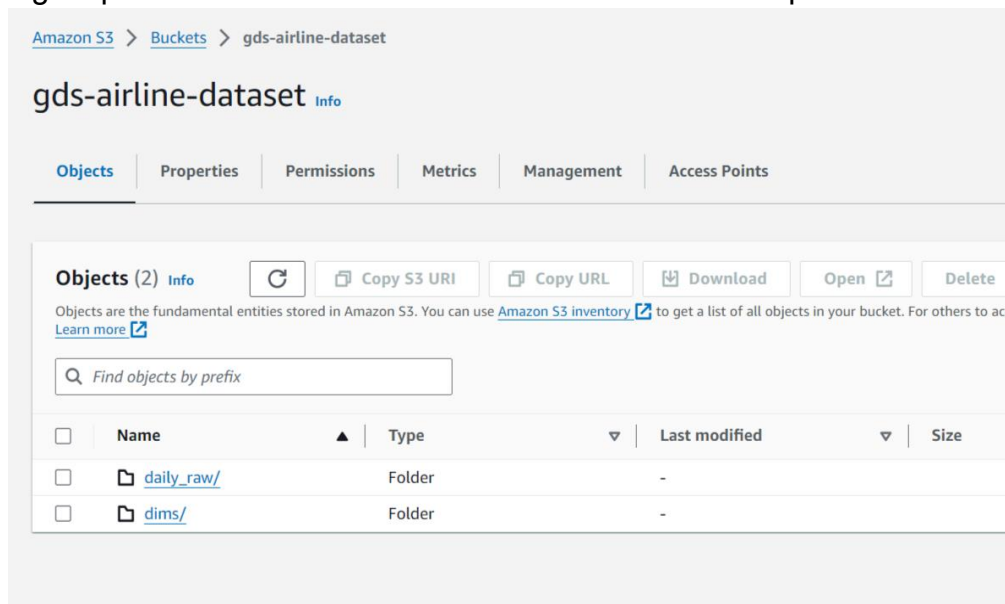 Amazon S3 > Buckets > gds-airline-dataset
gds-airline-dataset Info
Objects Properties Permissions Metrics Management Access Points
Objects (2) Info Copy S3 URI Copy URL Download Open Delete
Objects are the fundamental entities stored in Amazon S3. You can use Amazon S3 inventory to get a list of all objects in your bucket. For others to ac
Learn more
Find objects by prefix
Name Type Last modified Size
daily_raw/ Folder -
dims/ Folder -